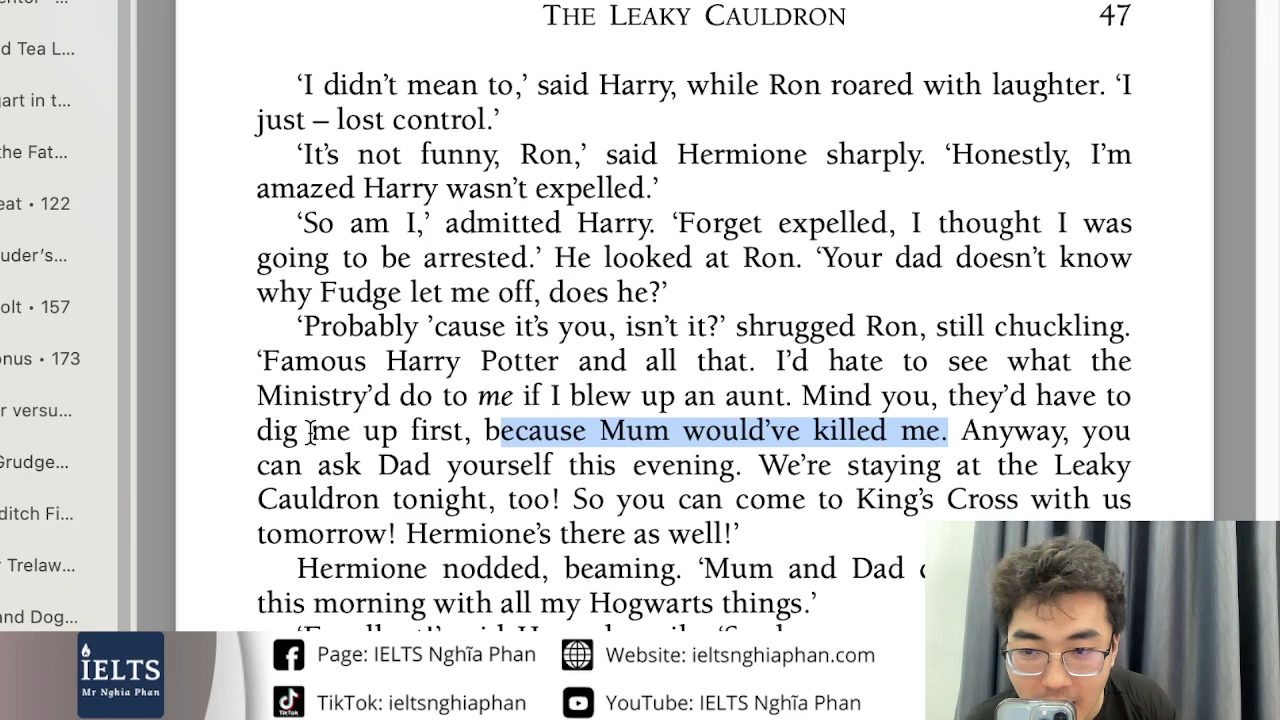 d Tea L...
art in t...
the Fat...
eat • 122
uder's...
olt • 157
onus • 173
r versu...
Grudge...
ditch Fi...
r Trelaw...
and Dog...
THE LEAKY CAULDRON 47
‘I didn’t mean to,’ said Harry, while Ron roared with laughter. ‘I
just – lost control.’
‘It’s not funny, Ron,’ said Hermione sharply. ‘Honestly, I’m
amazed Harry wasn’t expelled.’
‘So am I,’ admitted Harry. ‘Forget expelled, I thought I was
going to be arrested.’ He looked at Ron. ‘Your dad doesn’t know
why Fudge let me off, does he?’
‘Probably ’cause it’s you, isn’t it?’ shrugged Ron, still chuckling.
‘Famous Harry Potter and all that. I’d hate to see what the
Ministry’d do to me if I blew up an aunt. Mind you, they’d have to
dig me up first, because Mum would’ve killed me. Anyway, you
can ask Dad yourself this evening. We’re staying at the Leaky
Cauldron tonight, too! So you can come to King’s Cross with us
tomorrow! Hermione’s there as well!’
Hermione nodded, beaming. ‘Mum and Dad
this morning with all my Hogwarts things.’
IELTS
Mr Nghia Phan
Page: IELTS Nghĩa Phan
Website: ieltsnghiaphan.com
TikTok: ieltsnghiaphan
YouTube: IELTS Nghĩa Phan